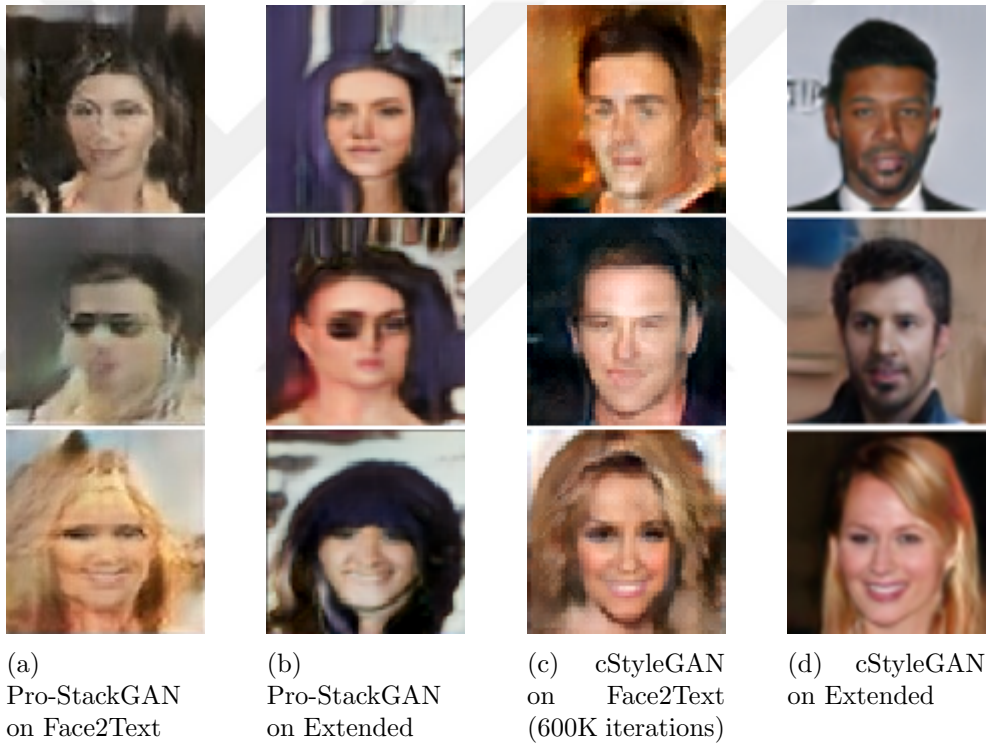 (a)
Pro-StackGAN
on Face2Text
(b)
Pro-StackGAN
on Extended
(c) cStyleGAN
on Face2Text
(600K iterations)
(d) cStyleGAN
on Extended